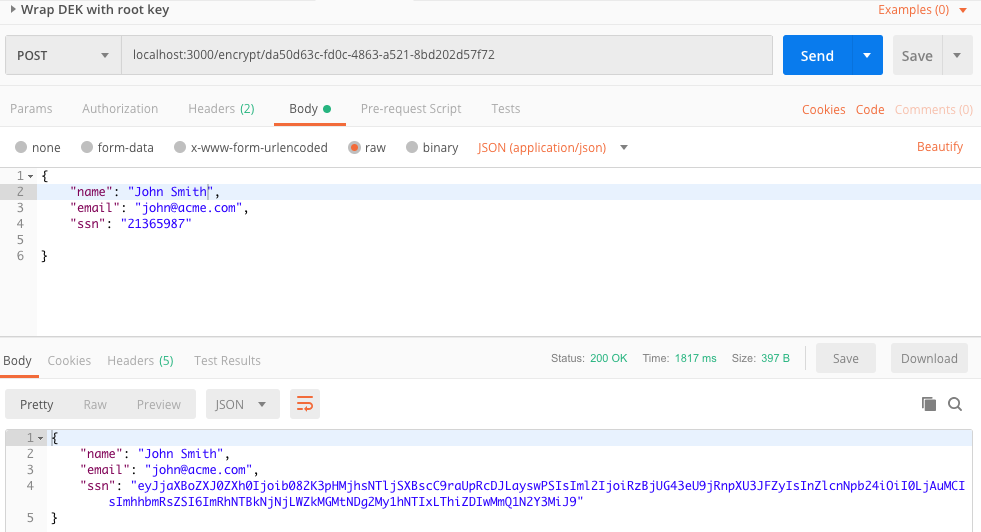 Wrap DEK with root key
Examples (0)
POST
localhost:3000/encrypt/da50d63c-fd0c-4863-a521-8bd202d57f72
Send
Save
Params Authorization Headers (2) Body Pre-request Script Tests
Cookies Code Comments (0)
none form-data x-www-form-urlencoded raw binary JSON (application/json)
Beautify
1 {
2 "name": "John Smith",
3 "email": "john@acme.com",
4 "ssn": "21365987"
5
6 }
Body Cookies Headers (5) Test Results
Status: 200 OK Time: 1817 ms Size: 397 B
Save
Download
Pretty Raw Preview
JSON
1 {
2 "name": "John Smith",
3 "email": "john@acme.com",
4 "ssn": "eyJjaXBoZXJ0ZXh0Ijoib082K3pHMjhsNTljSXBscC9raUpRcDJLayswPSIsIml2IjoiRzBjUG43eU9jRnpXU3JFZyIsInZlcnNpb24iOiI0LjAuMCI
sImhhbmRsZSI6ImRhNTBkNjNjLWZkMGMtNDg2My1hNTIxLThiZDIwMmQ1N2Y3MiJ9"
5 }